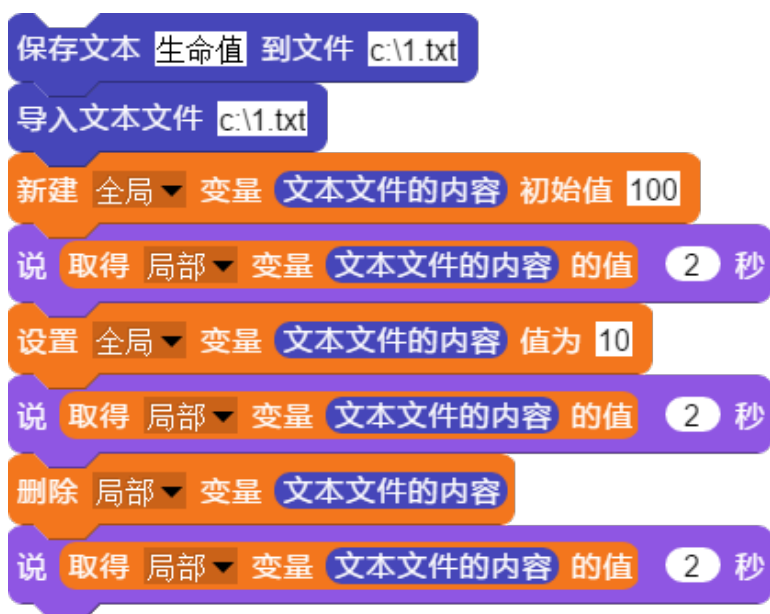 保存文本 生命值 到文件 c:\1.txt
导入文本文件 c:\1.txt
新建 全局 变量 文本文件的内容 初始值 100
说 取得 局部 变量 文本文件的内容 的值 2 秒
设置 全局 变量 文本文件的内容 值为 10
说 取得 局部 变量 文本文件的内容 的值 2 秒
删除 局部 变量 文本文件的内容
说 取得 局部 变量 文本文件的内容 的值 2 秒